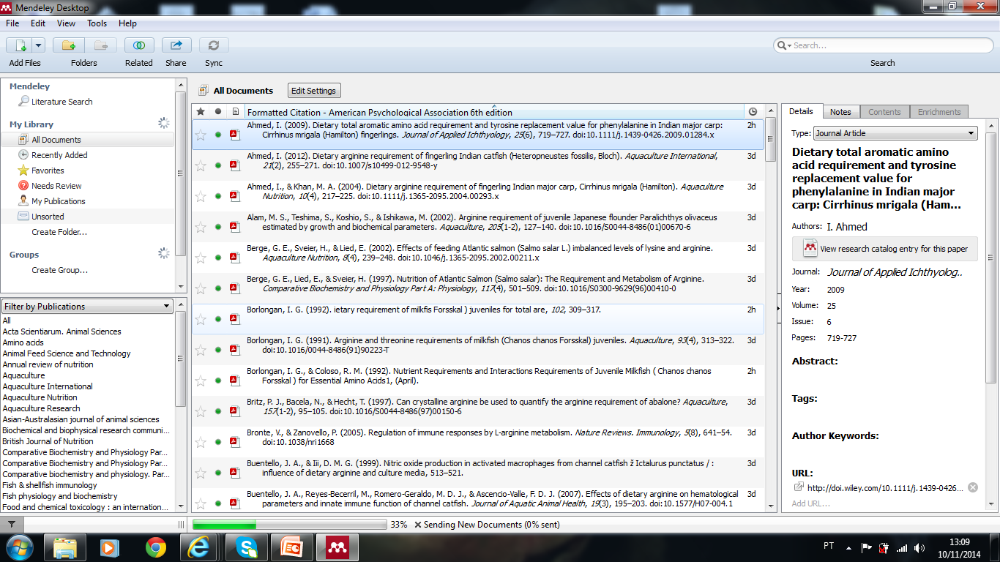 Mendeley Desktop
File Edit View Tools Help
Add Files Folders Related Share Sync
Search...
Search
Mendeley
Literature Search
My Library
All Documents
Recently Added
Favorites
Needs Review
My Publications
Unsorted
Create Folder...
Groups
Create Group...
Filter by Publications
All
Acta Scientiarum. Animal Sciences
Amino acids
Animal Feed Science and Technology
Annual review of nutrition
Aquaculture
Aquaculture International
Aquaculture Nutrition
Aquaculture Research
Asian-Australasian journal of animal sciences
Biochemical and biophysical research communi...
British Journal of Nutrition
Comparative Biochemistry and Physiology Par...
Comparative Biochemistry and Physiology Par...
Comparative biochemistry and physiology. Par...
Fish & shellfish immunology
Fish physiology and biochemistry
Food and chemical toxicology : an internation...
All Documents Edit Settings
Formatted Citation - American Psychological Association 6th edition
Ahmed, I. (2009). Dietary total aromatic amino acid requirement and tyrosine replacement value for phenylalanine in Indian major carp: 2h
Cirrhinus mrigala (Hamilton) fingerlings. Journal of Applied Ichthyology, 25(6), 719–727. doi:10.1111/j.1439-0426.2009.01284.x
Ahmed, I. (2012). Dietary arginine requirement of fingerling Indian catfish (Heteropneustes fossilis, Bloch). Aquaculture International, 3d
21(2), 255–271. doi:10.1007/s10499-012-9548-y
Ahmed, I., & Khan, M. A. (2004). Dietary arginine requirement of fingerling Indian major carp, Cirrhinus mrigala (Hamilton). Aquaculture 3d
Nutrition, 10(4), 217–225. doi:10.1111/j.1365-2095.2004.00293.x
Alam, M. S., Teshima, S., Koshio, S., & Ishikawa, M. (2002). Arginine requirement of juvenile Japanese flounder Paralichthys olivaceus 3d
estimated by growth and biochemical parameters. Aquaculture, 205(1-2), 127–140. doi:10.1016/S0044-8486(01)00670-6
Berge, G. E., Sveier, H., & Lied, E. (2002). Effects of feeding Atlantic salmon (Salmo salar L.) imbalanced levels of lysine and arginine. 3d
Aquaculture Nutrition, 8(4), 239–248. doi:10.1046/j.1365-2095.2002.00211.x
Berge, G. E., Lied, E., & Sveier, H. (1997). Nutrition of Atlantic Salmon (Salmo salar): The Requirement and Metabolism of Arginine. 3d
Comparative Biochemistry and Physiology Part A: Physiology, 117(4), 501–509. doi:10.1016/S0300-9629(96)00410-0
Borlongan, I. G. (1992). ietary requirement of milkfis Forsskal ) juveniles for total are, 102, 309–317. 2h
Borlongan, I. G. (1991). Arginine and threonine requirements of milkfish (Chanos chanos Forsskal) juveniles. Aquaculture, 93(4), 313–322. 3d
doi:10.1016/0044-8486(91)90223-T
Borlongan, I. G., & Coloso, R. M. (1992). Nutrient Requirements and Interactions Requirements of Juvenile Milkfish ( Chanos chanos 2h
Forsskal ) for Essential Amino Acids1, (April).
Britz, P. J., Bacela, N., & Hecht, T. (1997). Can crystalline arginine be used to quantify the arginine requirement of abalone? Aquaculture, 3d
157(1-2), 95–105. doi:10.1016/S0044-8486(97)00150-6
Bronte, V., & Zanovello, P. (2005). Regulation of immune responses by L-arginine metabolism. Nature Reviews. Immunology, 5(8), 641–54. 3d
doi:10.1038/nri1668
Buentello, J. A., & Iii, D. M. G. (1999). Nitric oxide production in activated macrophages from channel catfish ž Ictalurus punctatus / : 3d
influence of dietary arginine and culture media, 513–521.
Buentello, J. A., Reyes-Becerril, M., Romero-Geraldo, M. D. J., & Ascencio-Valle, F. D. J. (2007). Effects of dietary arginine on hematological 3d
parameters and innate immune function of channel catfish. Journal of Aquatic Animal Health, 19(3), 195–203. doi:10.1577/H07-004.1
Details Notes Contents Enrichments
Type: Journal Article
Dietary total aromatic amino
acid requirement and tyrosine
replacement value for
phenylalanine in Indian major
carp: Cirrhinus mrigala (Ham...
Authors: I. Ahmed
View research catalog entry for this paper
Journal: Journal of Applied Ichthyolog..
Year: 2009
Volume: 25
Issue: 6
Pages: 719-727
Abstract:
Tags:
Author Keywords:
URL:
http://doi.wiley.com/10.1111/j.1439-0426...
Add URL...
33% Sending New Documents (0% sent)
PT
13:09
10/11/2014